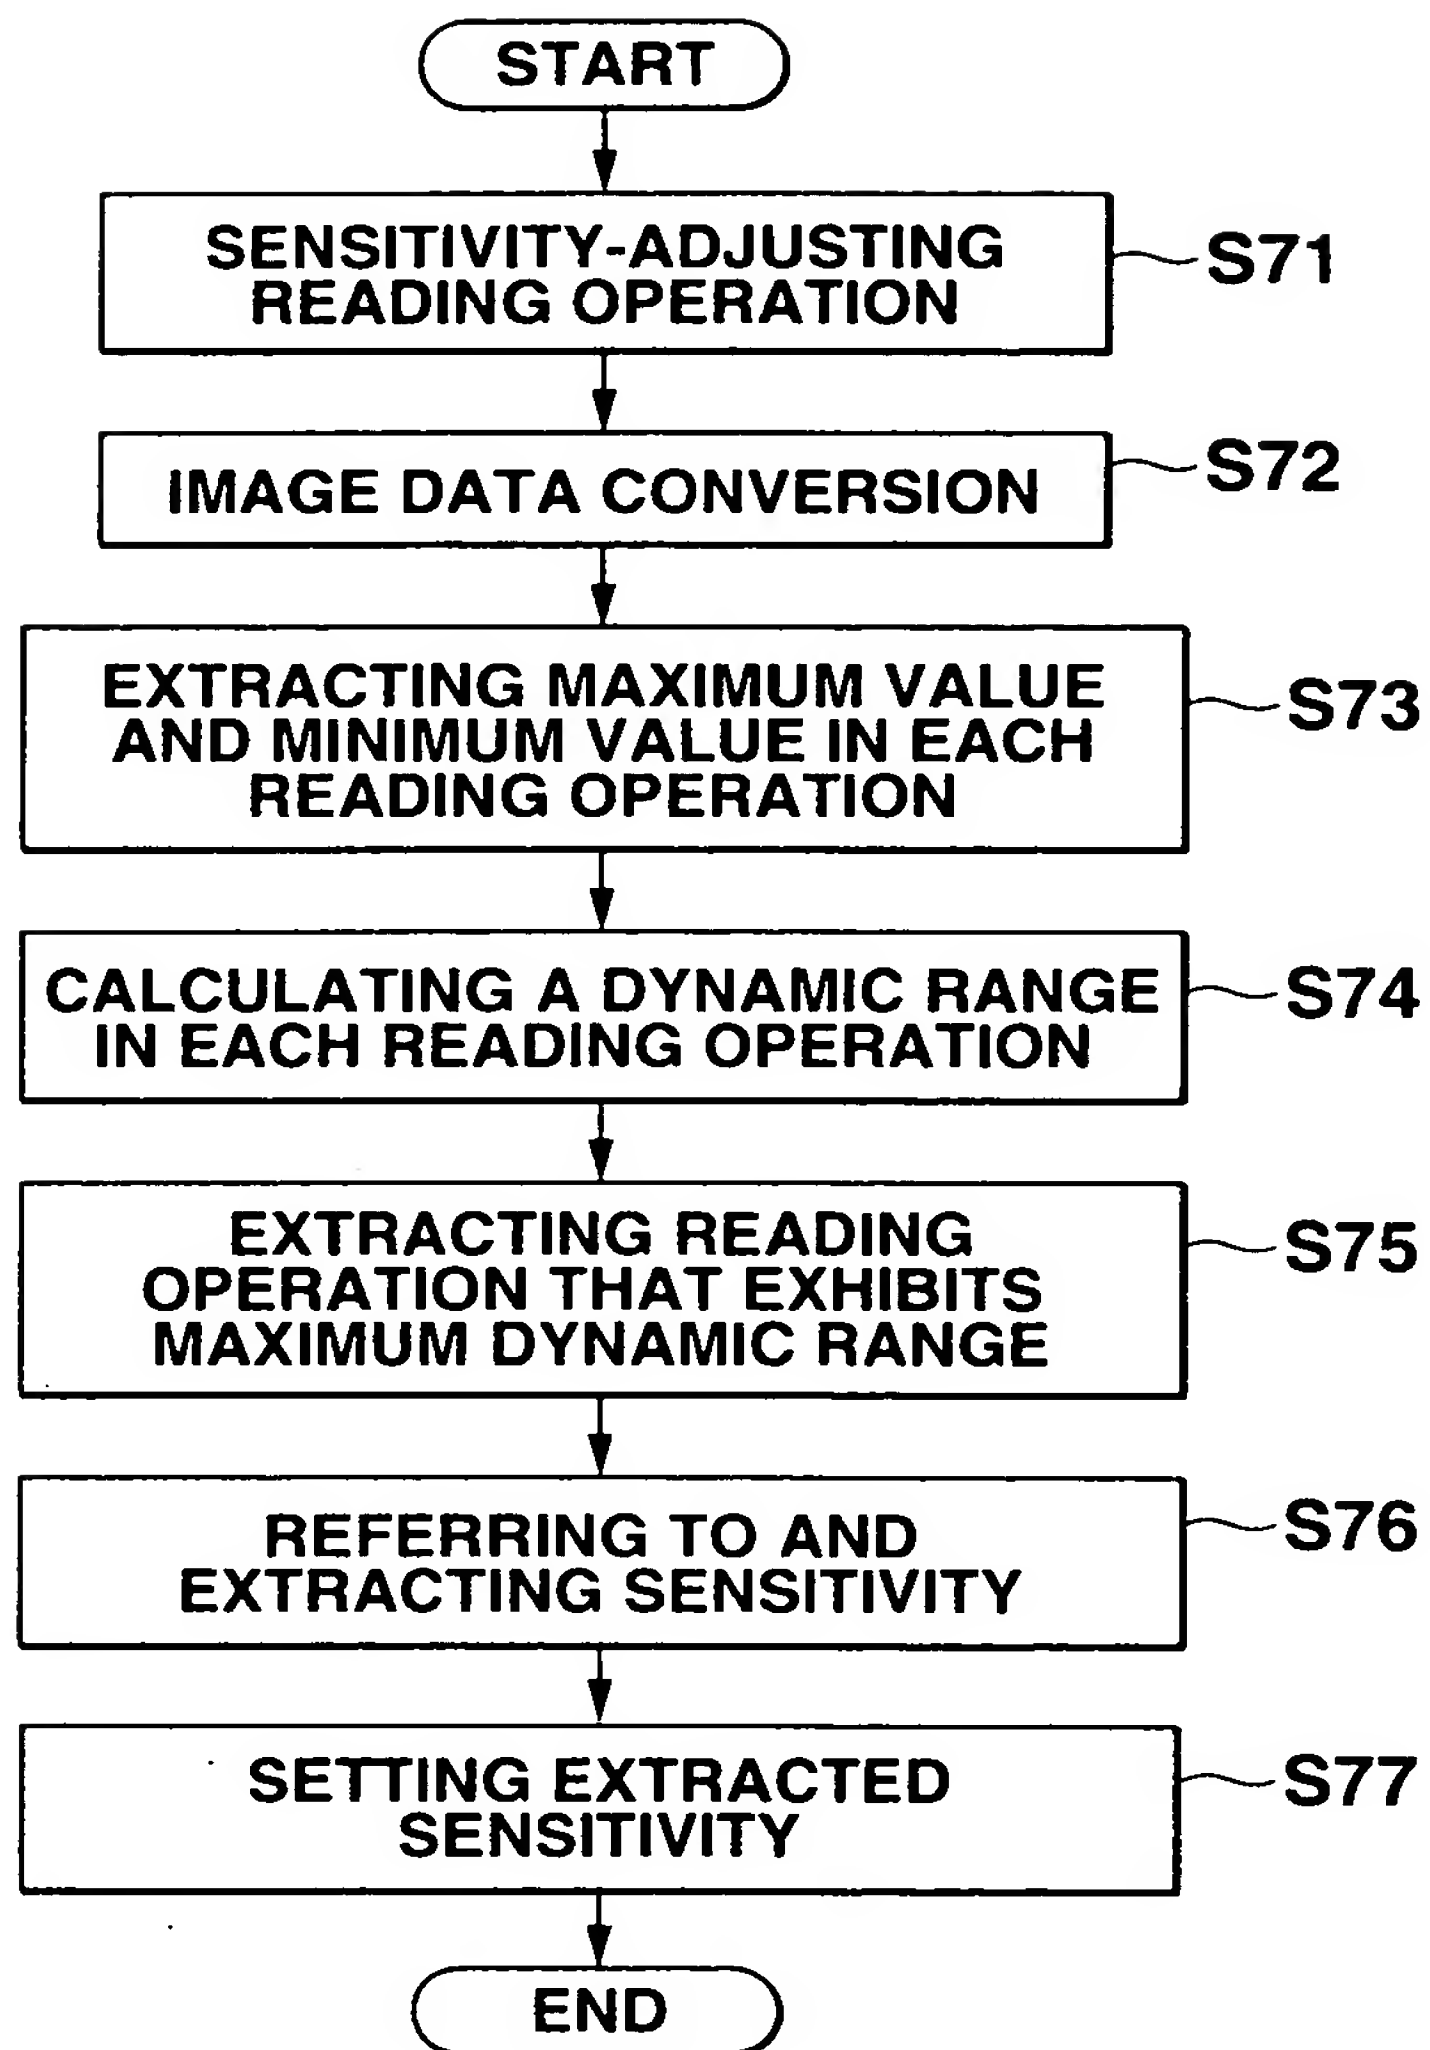 START
SENSITIVITY-ADJUSTING
READING OPERATION
S71
IMAGE DATA CONVERSION
S72
EXTRACTING MAXIMUM VALUE
AND MINIMUM VALUE IN EACH
READING OPERATION
S73
CALCULATING A DYNAMIC RANGE
IN EACH READING OPERATION
S74
EXTRACTING READING
OPERATION THAT EXHIBITS
MAXIMUM DYNAMIC RANGE
S75
REFERRING TO AND
EXTRACTING SENSITIVITY
S76
SETTING EXTRACTED
SENSITIVITY
S77
END